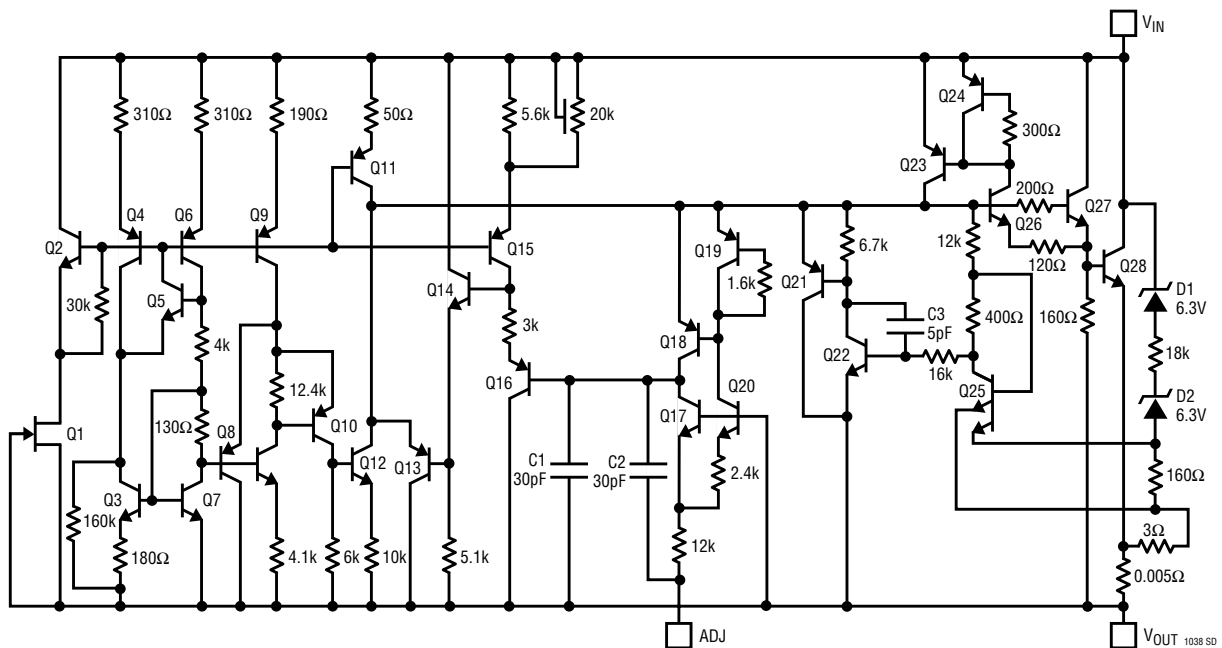 VIN
Q24
310Ω
310Ω
190Ω
50Ω
5.6k
20k
300Ω
Q23
Q11
200Ω
Q4
Q6
Q9
Q26
Q27
Q2
Q15
Q19
6.7k
12k
120Ω
Q28
Q14
Q21
1.6k
D1
6.3V
30k
Q5
C3
5pF
400Ω
160Ω
4k
3k
Q18
Q22
18k
12.4k
Q16
Q20
16k
Q25
D2
6.3V
Q17
130Ω
Q8
Q10
Q1
Q12
Q13
C1
30pF
C2
30pF
2.4k
160Ω
Q3
Q7
160k
3Ω
180Ω
4.1k
6k
10k
5.1k
12k
0.005Ω
ADJ
VOUT
1038 SD